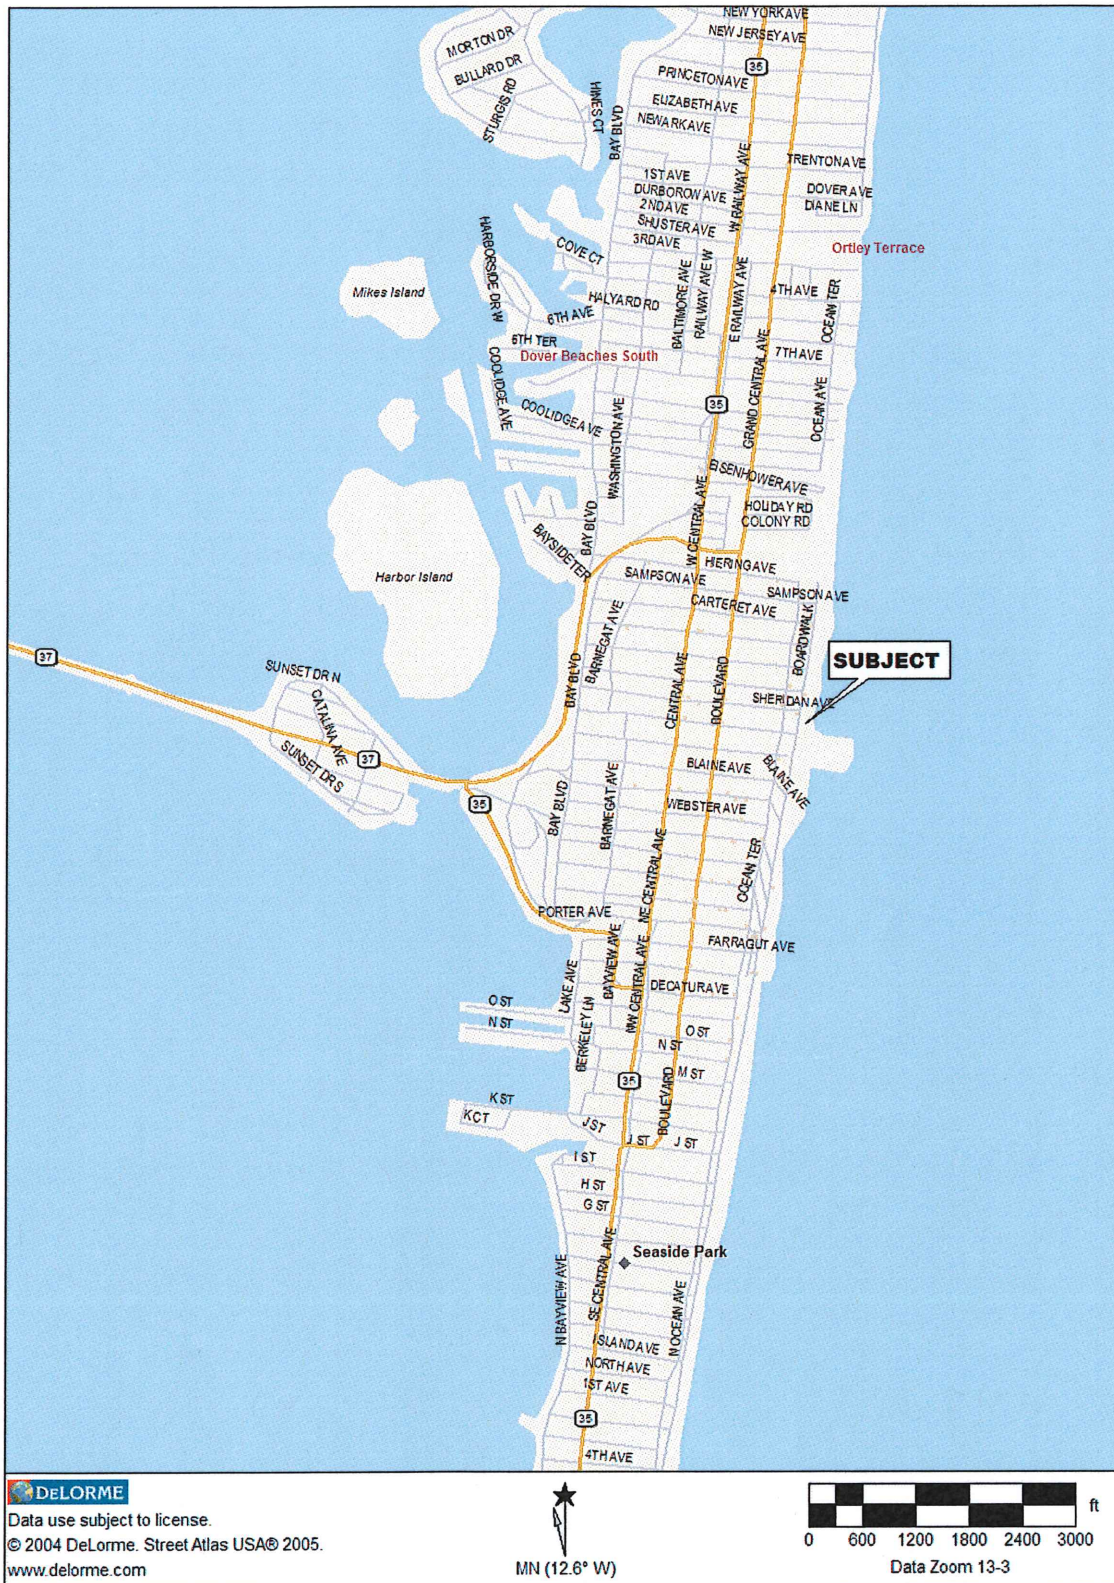 NEW YORK AVE
NEW JERSEY AVE
MORTON DR
BULLARD DR
STURGIS RD
HINES CT
BAY BLVD
35
PRINCETON AVE
ELIZABETH AVE
NEWARK AVE
TRENTON AVE
1ST AVE
DURBOROW AVE
2ND AVE
SHUSTER AVE
3RD AVE
W RAILWAY AVE
DOVER AVE
DIANE LN
Ortley Terrace
HARBORSIDE DR W
COVE CT
Mikes Island
HALYARD RD
6TH AVE
6TH TER
BALTIMORE AVE
RAILWAY AVE W
E RAILWAY AVE
4TH AVE
OCEAN TER
7TH AVE
Dover Beaches South
COOLIDGE AVE
COOLIDGE AVE
35
GRAND CENTRAL AVE
OCEAN AVE
WASHINGTON AVE
EISENHOWER AVE
HOLIDAY RD
COLONY RD
BAY BLVD
BAYSIDE TER
W CENTRAL AVE
HIERING AVE
SAMPSON AVE
SAMPSON AVE
Harbor Island
CARTERET AVE
BARNEGAT AVE
BOARDWALK
37
SUBJECT
SUNSET DR N
BAY BLVD
CENTRAL AVE
BOULEVARD
SHERIDAN AVE
CATALINA AVE
37
SUNSET DR S
BLAINE AVE
BLAINE AVE
35
BAY BLVD
BARNEGAT AVE
WEBSTER AVE
OCEAN TER
NE CENTRAL AVE
PORTER AVE
FARRAGUT AVE
BAYVIEW AVE
LAKE AVE
NW CENTRAL AVE
DECATUR AVE
O ST
N ST
BERKELEY LN
O ST
N ST
M ST
35
BOULEVARD
K ST
K CT
J ST
J ST
J ST
I ST
H ST
G ST
Seaside Park
SE CENTRAL AVE
N BAYVIEW AVE
N OCEAN AVE
ISLAND AVE
NORTH AVE
1ST AVE
35
4TH AVE
DELORME
Data use subject to license.
© 2004 DeLorme. Street Atlas USA® 2005.
www.delorme.com
MN (12.6° W)
ft
0 600 1200 1800 2400 3000
Data Zoom 13-3